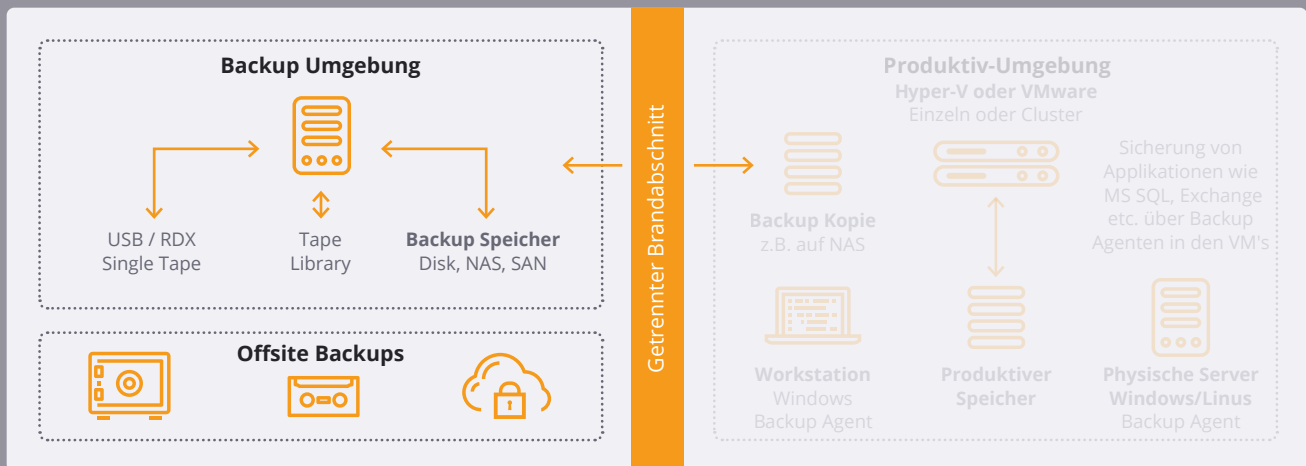 Backup Umgebung
USB / RDX
Single Tape
Tape
Library
Backup Speicher
Disk, NAS, SAN
Offsite Backups
Getrennter Brandabschnitt
Produktiv-Umgebung
Hyper-V oder VMware
Einzeln oder Cluster
Backup Kopie
z.B. auf NAS
Sicherung von
Applikationen wie
MS SQL, Exchange
etc. über Backup
Agenten in den VM's
Workstation
Windows
Backup Agent
Produktiver
Speicher
Physische Server
Windows/Linus
Backup Agent